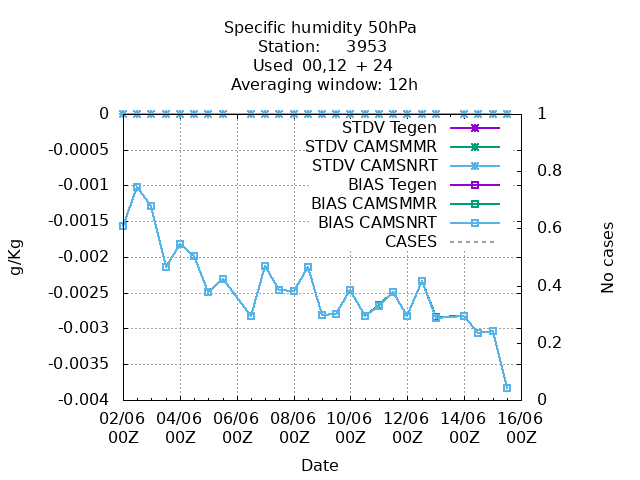 Specific humidity 50hPa
Station: 3953
Used 00,12 + 24
Averaging window: 12h
0
-0.0005
-0.001
-0.0015
-0.002
-0.0025
-0.003
-0.0035
-0.004
g/Kg
STDV Tegen
STDV CAMSMMR
STDV CAMSNRT
BIAS Tegen
BIAS CAMSMMR
BIAS CAMSNRT
CASES
1
0.8
0.6
0.4
0.2
0
No cases
02/06 04/06 06/06 08/06 10/06 12/06 14/06 16/06
00Z 00Z 00Z 00Z 00Z 00Z 00Z 00Z
Date